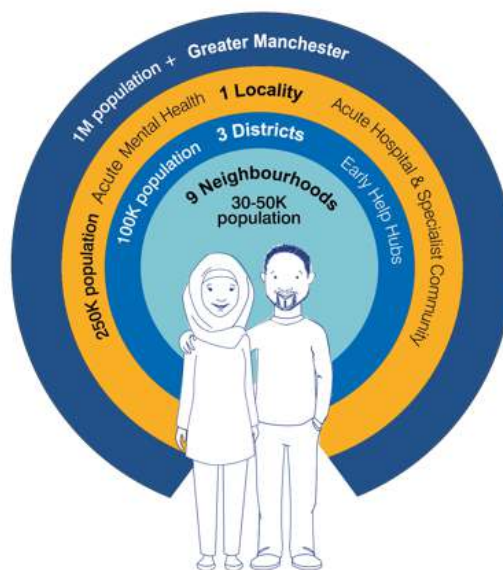 1M population + Greater Manchester
1 Locality
250K population Acute Mental Health
Acute Hospital & Specialist Community
3 Districts
100K population
Early Help Hubs
9 Neighbourhoods
30-50K
population